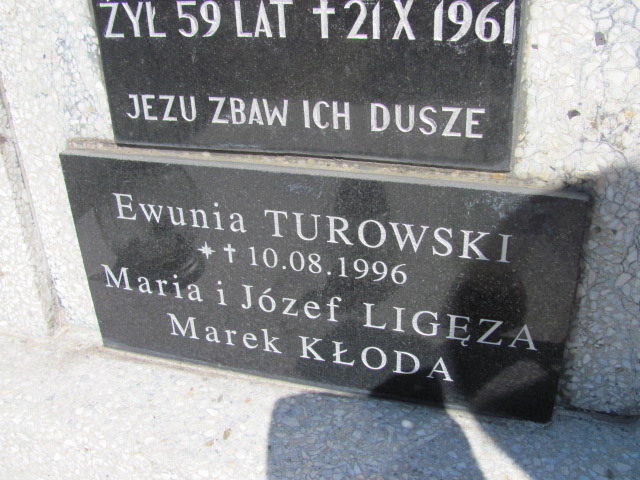 ŻYŁ 59 LAT ✝ 21 X 1961
JEZU ZBAW ICH DUSZE
Ewunia TUROWSKI
* ✝ 10.08.1996
Maria i Józef LIGĘZA
Marek KŁODA